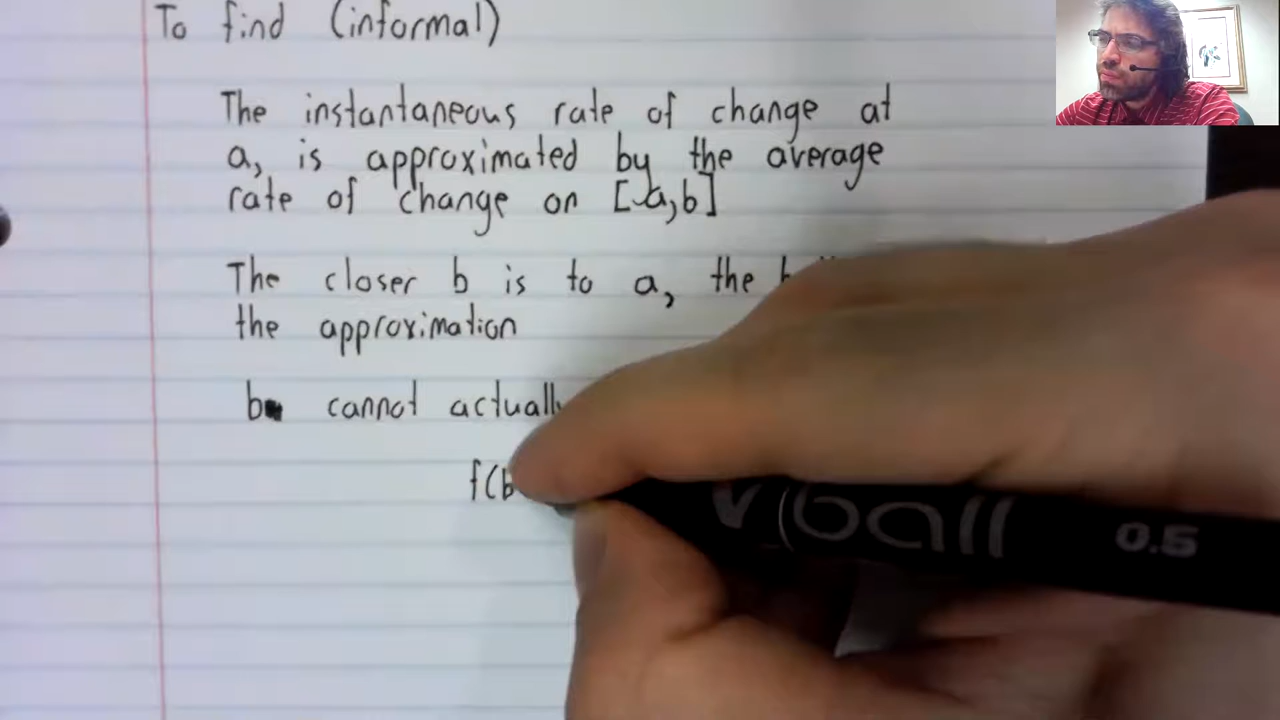 To find (informal)
The instantaneous rate of change at
a, is approximated by the average
rate of change on [a,b]
The closer b is to a, the
the approximation
b cannot actually
f(b
ball 0.5